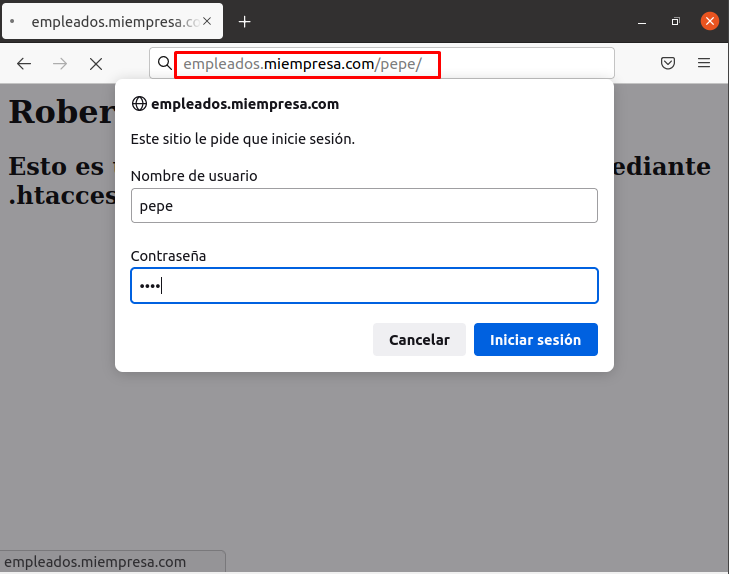 empleados.miempresa.co
empleados.miempresa.com/pepe/
Rober
empleados.miempresa.com
Este sitio le pide que inicie sesión.
Esto es
ediante
.htacces
Nombre de usuario
pepe
Contraseña
••••
Cancelar
Iniciar sesión
empleados.miempresa.com